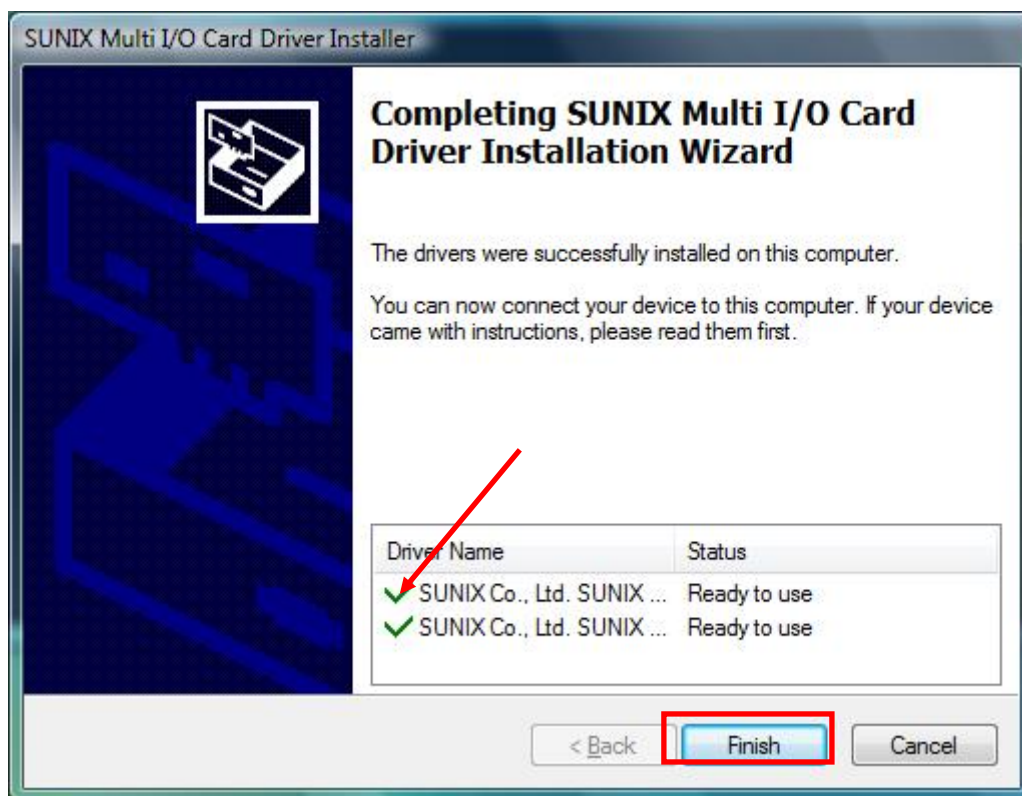 SUNIX Multi I/O Card Driver Installer
Completing SUNIX Multi I/O Card
Driver Installation Wizard
The drivers were successfully installed on this computer.
You can now connect your device to this computer. If your device
came with instructions, please read them first.
Driver Name Status
SUNIX Co., Ltd. SUNIX ... Ready to use
SUNIX Co., Ltd. SUNIX ... Ready to use
< Back Finish Cancel